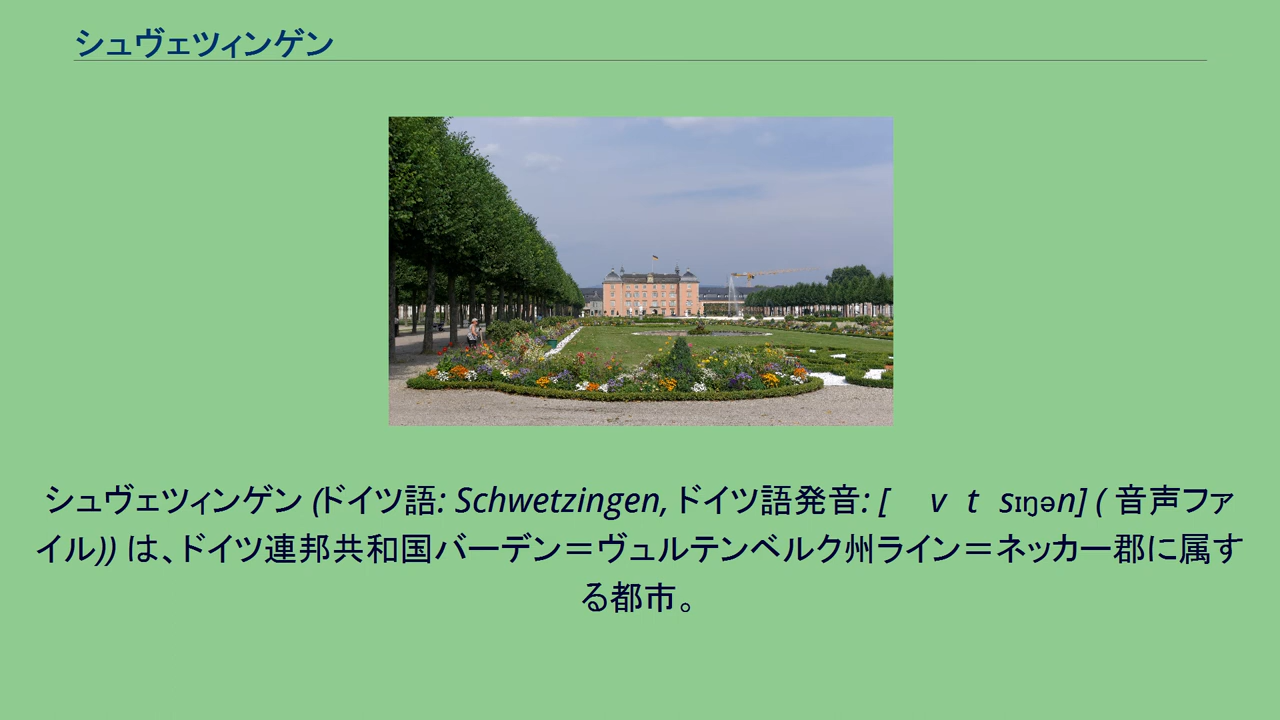 シュヴェツィンゲン
シュヴェツィンゲン (ドイツ語: Schwetzingen, ドイツ語発音: [ v t sɪŋən] ( 音声ファ
イル)) は、ドイツ連邦共和国バーデン＝ヴュルテンベルク州ライン＝ネッカー郡に属す
る都市。